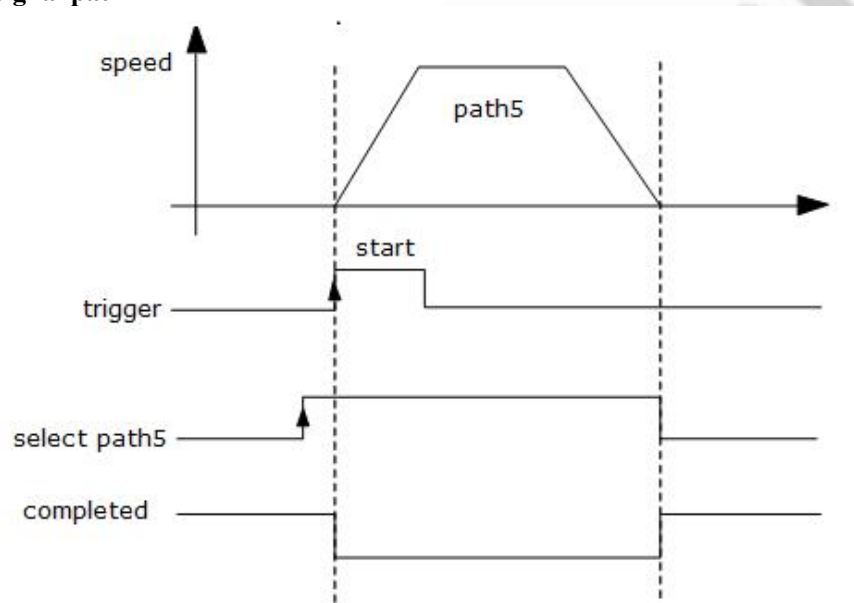 speed
path5
start
trigger
select path5
completed